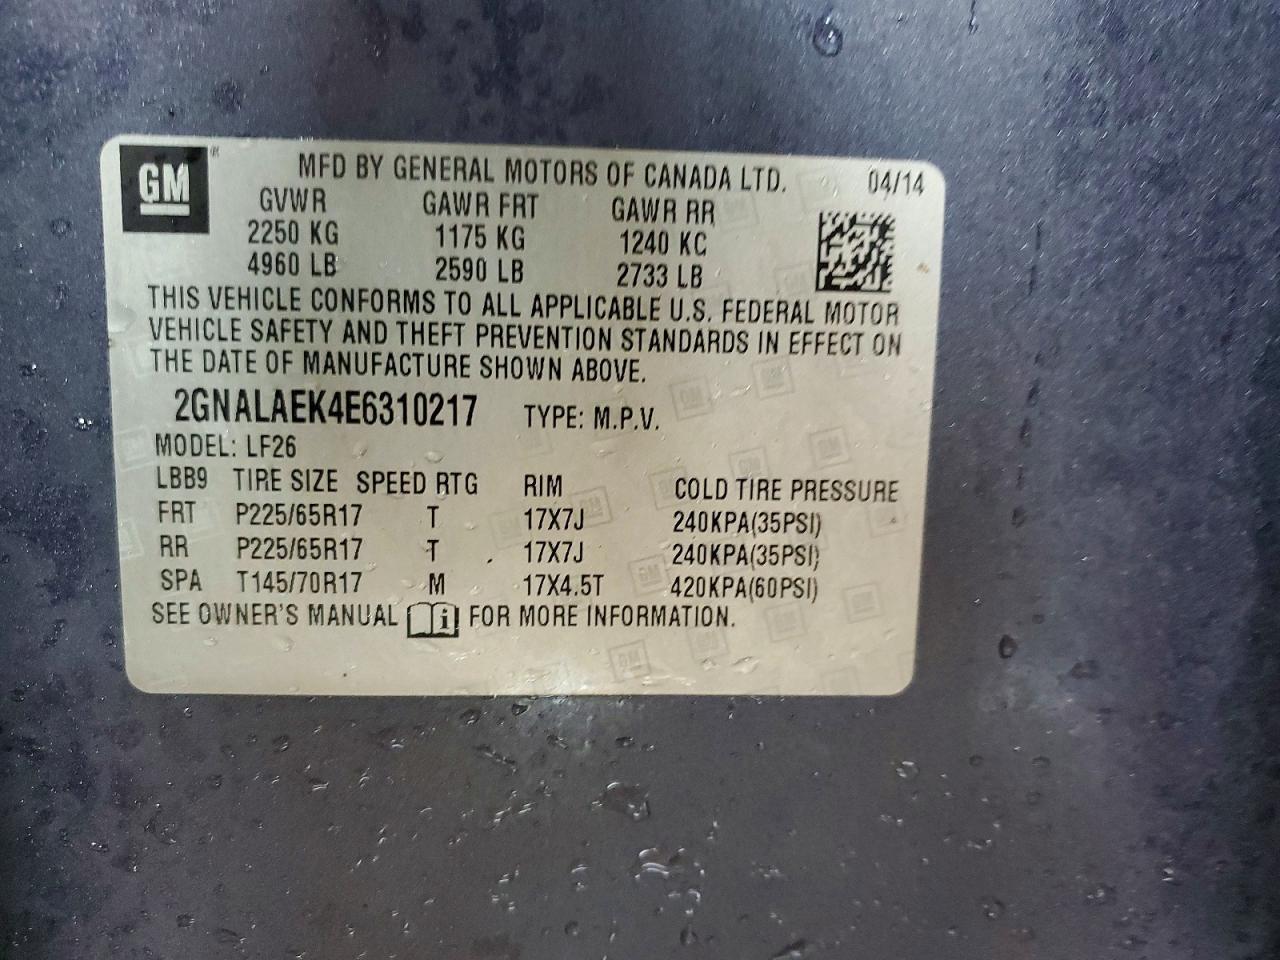 GM ® MFD BY GENERAL MOTORS OF CANADA LTD. 04/14
GVWR GAWR FRT GAWR RR
2250 KG 1175 KG 1240 KC
4960 LB 2590 LB 2733 LB
THIS VEHICLE CONFORMS TO ALL APPLICABLE U.S. FEDERAL MOTOR
VEHICLE SAFETY AND THEFT PREVENTION STANDARDS IN EFFECT ON
THE DATE OF MANUFACTURE SHOWN ABOVE.
2GNALAEK4E6310217 TYPE: M.P.V.
MODEL: LF26
LBB9 TIRE SIZE SPEED RTG RIM COLD TIRE PRESSURE
FRT P225/65R17 T 17X7J 240KPA(35PSI)
RR P225/65R17 T 17X7J 240KPA(35PSI)
SPA T145/70R17 M 17X4.5T 420KPA(60PSI)
SEE OWNER'S MANUAL i FOR MORE INFORMATION.